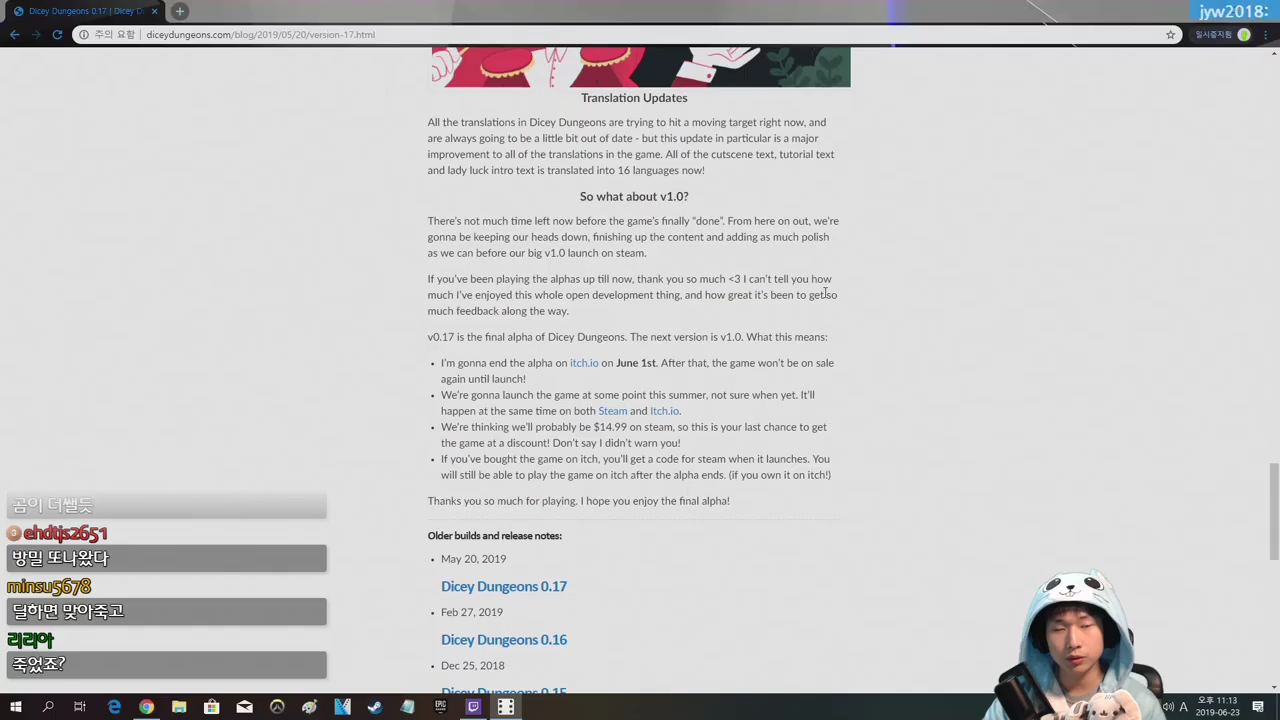 Dicey Dungeons 0.17 | Dicey Du
jyw2018:
주의 요함
diceydungeons.com/blog/2019/05/20/version-17.html
일시중지됨
Translation Updates
All the translations in Dicey Dungeons are trying to hit a moving target right now, and
are always going to be a little bit out of date - but this update in particular is a major
improvement to all of the translations in the game. All of the cutscene text, tutorial text
and lady luck intro text is translated into 16 languages now!
So what about v1.0?
There's not much time left now before the game's finally “done”. From here on out, we're
gonna be keeping our heads down, finishing up the content and adding as much polish
as we can before our big v1.0 launch on steam.
If you've been playing the alphas up till now, thank you so much <3 I can't tell you how
much I've enjoyed this whole open development thing, and how great it's been to get so
much feedback along the way.
v0.17 is the final alpha of Dicey Dungeons. The next version is v1.0. What this means:
• I'm gonna end the alpha on itch.io on June 1st. After that, the game won't be on sale
again until launch!
• We're gonna launch the game at some point this summer, not sure when yet. It'll
happen at the same time on both Steam and Itch.io.
• We're thinking we'll probably be $14.99 on steam, so this is your last chance to get
the game at a discount! Don't say I didn't warn you!
• If you've bought the game on itch, you'll get a code for steam when it launches. You
will still be able to play the game on itch after the alpha ends. (if you own it on itch!)
Thanks you so much for playing. I hope you enjoy the final alpha!
Older builds and release notes:
• May 20, 2019
Dicey Dungeons 0.17
• Feb 27, 2019
Dicey Dungeons 0.16
• Dec 25, 2018
Dicey Dungeons 0.15
곰이 더쌜듯
ehdtjs2651
방밀 또나왔다
minsu5678
딜하면 맞아죽고
리리아
죽었죠?
EPIC
A
오후 11:13
2019-06-23